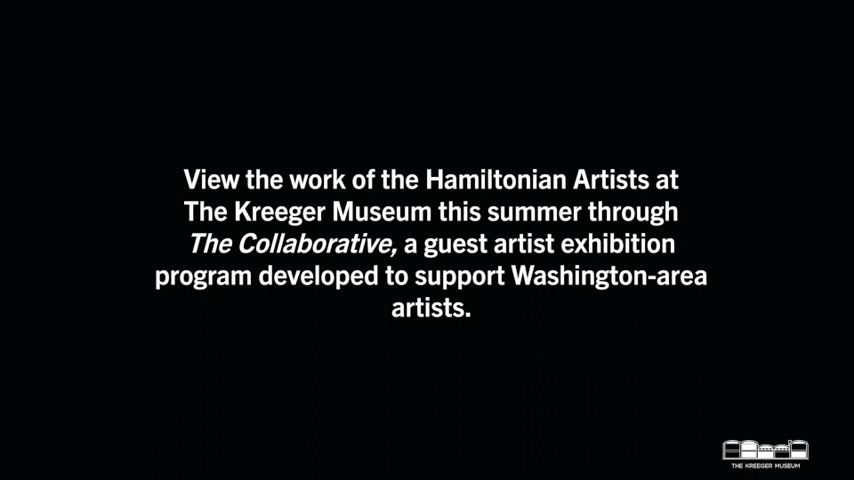 View the work of the Hamiltonian Artists at
The Kreeger Museum this summer through
The Collaborative, a guest artist exhibition
program developed to support Washington-area
artists.
THE KREEGER MUSEUM